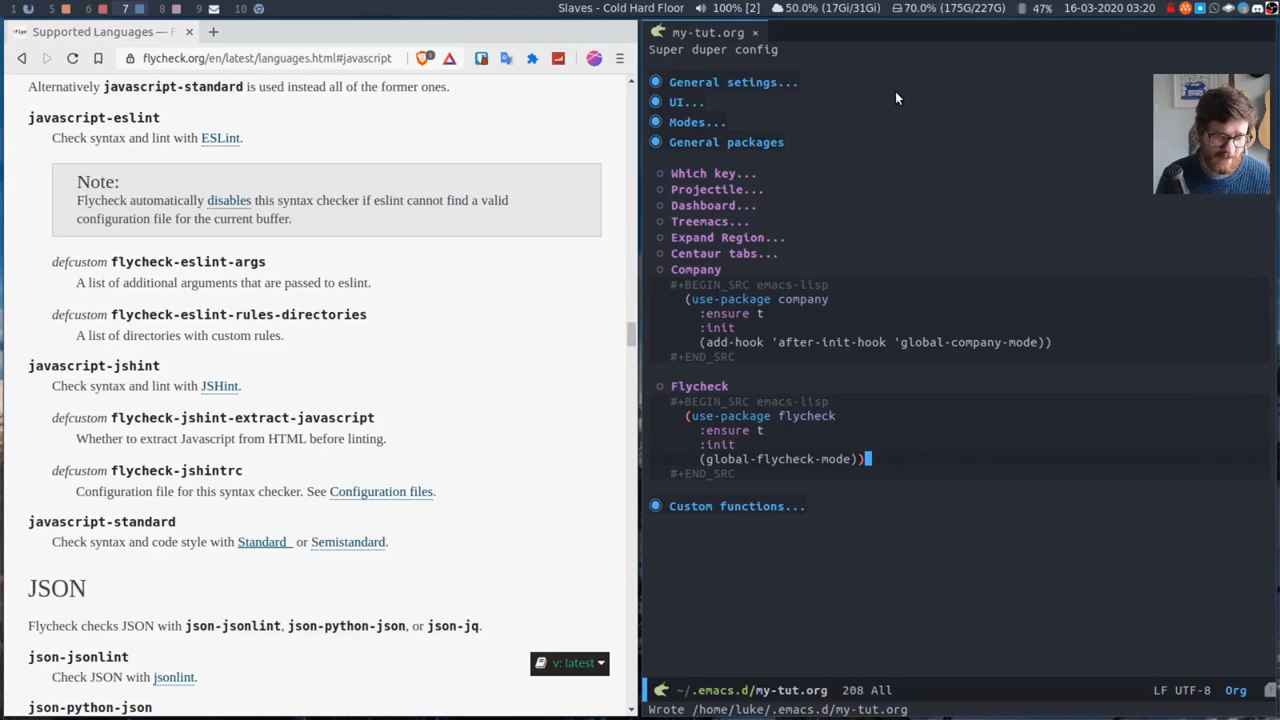 1 5 6 7 8 9 10
Slaves - Cold Hard Floor 100% [2] 50.0% (17Gi/31Gi) 70.0% (175G/227G) 47% 16-03-2020 03:20
Supported Languages — F ×
flycheck.org/en/latest/languages.html#javascript
Alternatively javascript-standard is used instead all of the former ones.
javascript-eslint
Check syntax and lint with ESLint.
Note:
Flycheck automatically disables this syntax checker if eslint cannot find a valid
configuration file for the current buffer.
defcustom flycheck-eslint-args
A list of additional arguments that are passed to eslint.
defcustom flycheck-eslint-rules-directories
A list of directories with custom rules.
javascript-jshint
Check syntax and lint with JSHint.
defcustom flycheck-jshint-extract-javascript
Whether to extract Javascript from HTML before linting.
defcustom flycheck-jshintrc
Configuration file for this syntax checker. See Configuration files.
javascript-standard
Check syntax and code style with Standard_ or Semistandard.
JSON
Flycheck checks JSON with json-jsonlint, json-python-json, or json-jq.
json-jsonlint
Check JSON with jsonlint.
json-python-json
v: latest
my-tut.org ×
Super duper config
General setings...
UI...
Modes...
General packages
Which key...
Projectile...
Dashboard...
Treemacs...
Expand Region...
Centaur tabs...
Company
#+BEGIN_SRC emacs-lisp
(use-package company
:ensure t
:init
(add-hook 'after-init-hook 'global-company-mode))
#+END_SRC
Flycheck
#+BEGIN_SRC emacs-lisp
(use-package flycheck
:ensure t
:init
(global-flycheck-mode))
#+END_SRC
Custom functions...
~/.emacs.d/my-tut.org 208 All LF UTF-8 Org
Wrote /home/luke/.emacs.d/my-tut.org